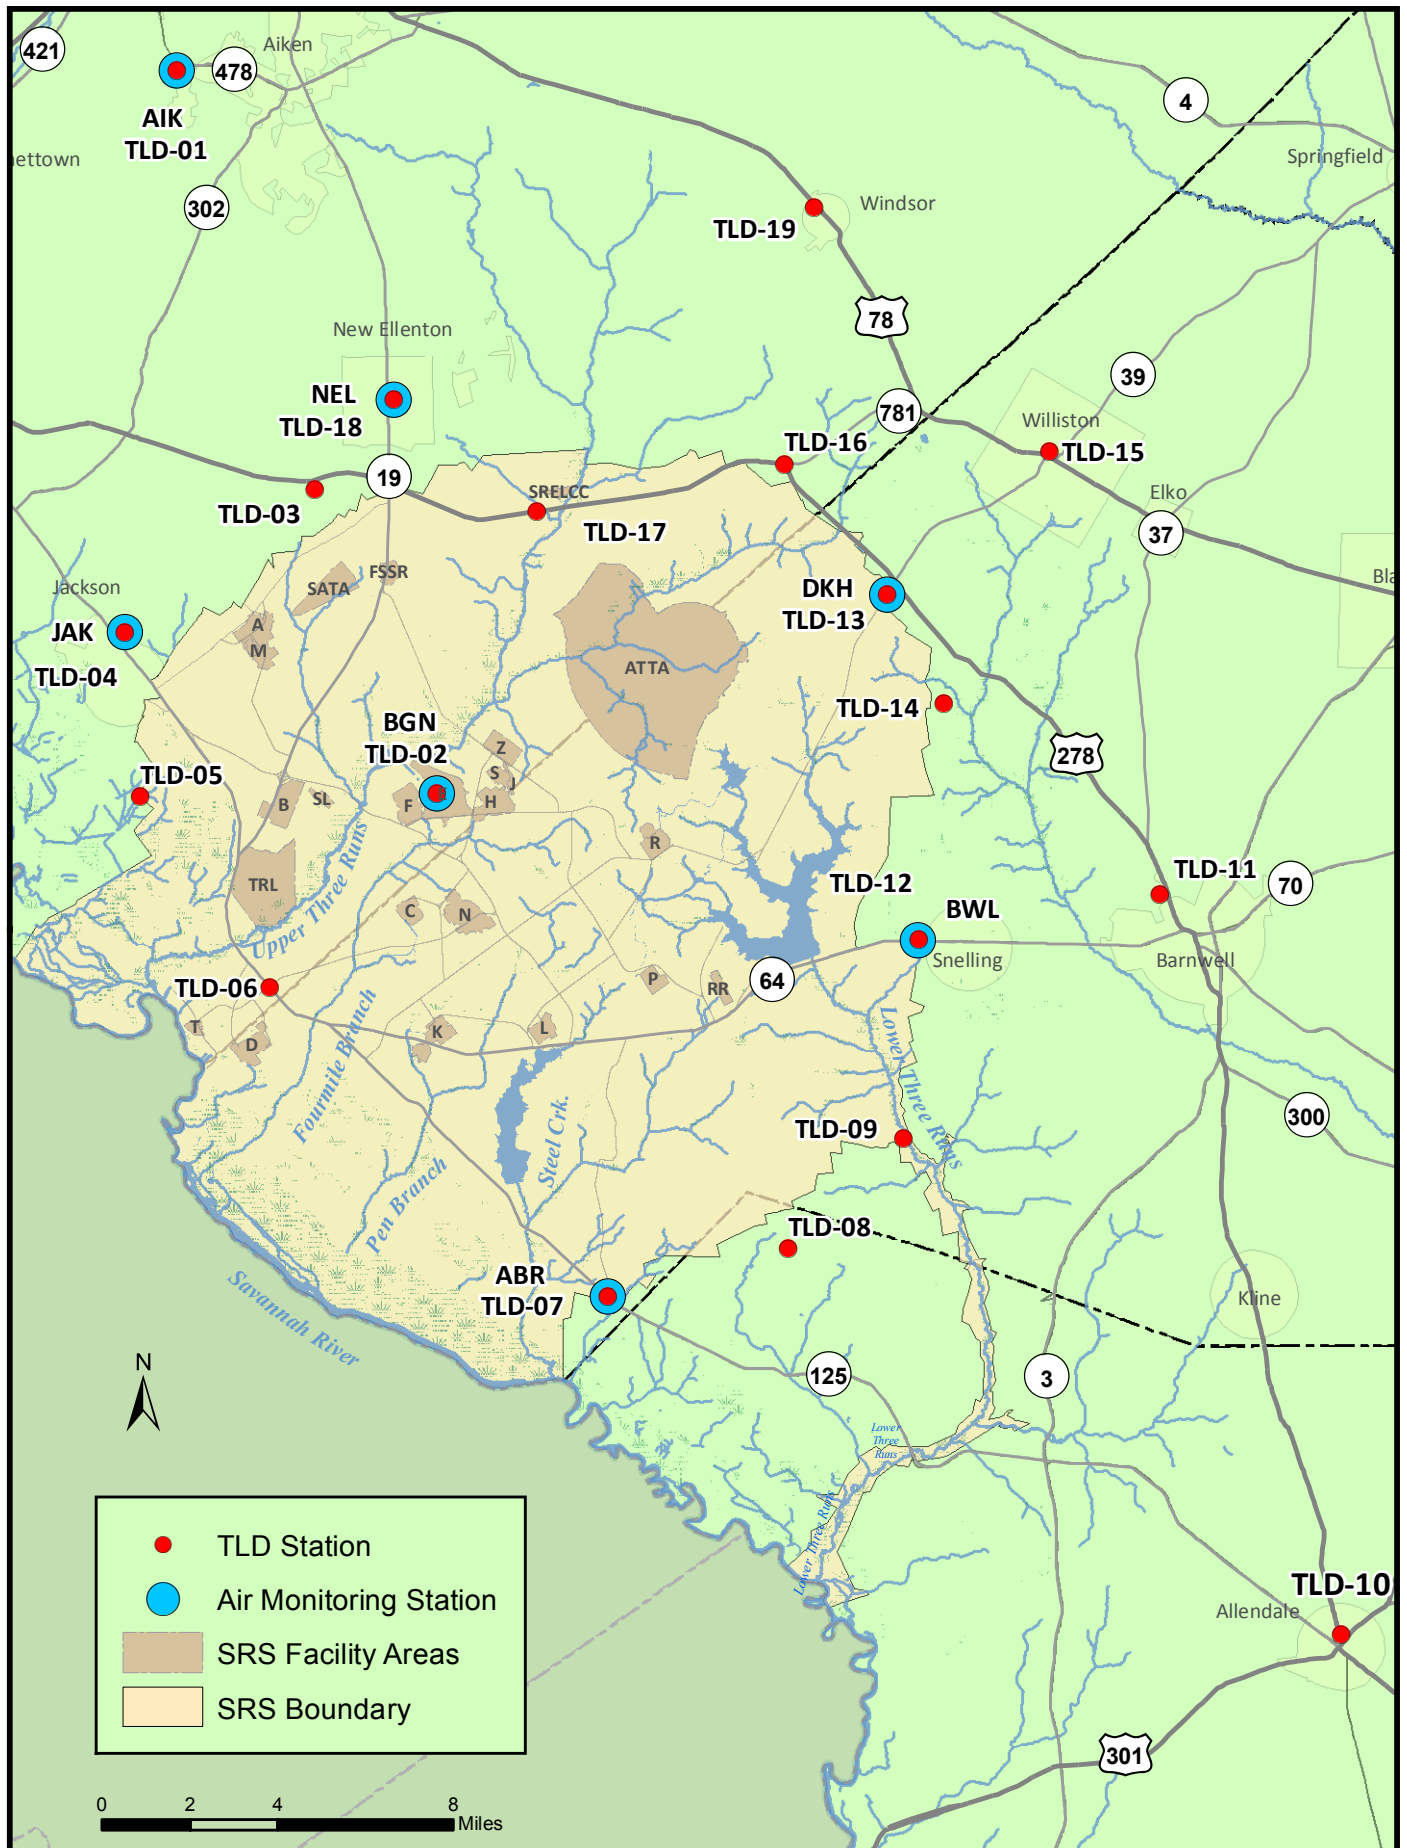 421
Aiken
478
4
AIK
TLD-01
ettown
Springfield
302
Windsor
TLD-19
78
New Ellenton
39
NEL
TLD-18
781
Williston
TLD-16
TLD-15
19
SRELCC
Elko
TLD-03
TLD-17
37
FSSR
SATA
Jackson
DKH
TLD-13
Bla
A
M
JAK
TLD-04
ATTA
TLD-14
BGN
TLD-02
Z
S
J
278
TLD-05
B
SL
F
H
R
Upper Three Runs
TRL
TLD-12
TLD-11
70
C
N
BWL
Snelling
Barnwell
TLD-06
P
RR
64
T
D
K
L
Fourmile Branch
Lower Three Runs
Steel Crk.
300
TLD-09
Pen Branch
TLD-08
ABR
TLD-07
Savannah River
Kline
N
125
3
Lower
Three
Runs
Lower Three Runs
TLD Station
Air Monitoring Station
SRS Facility Areas
SRS Boundary
TLD-10
Allendale
301
0 2 4 8
Miles